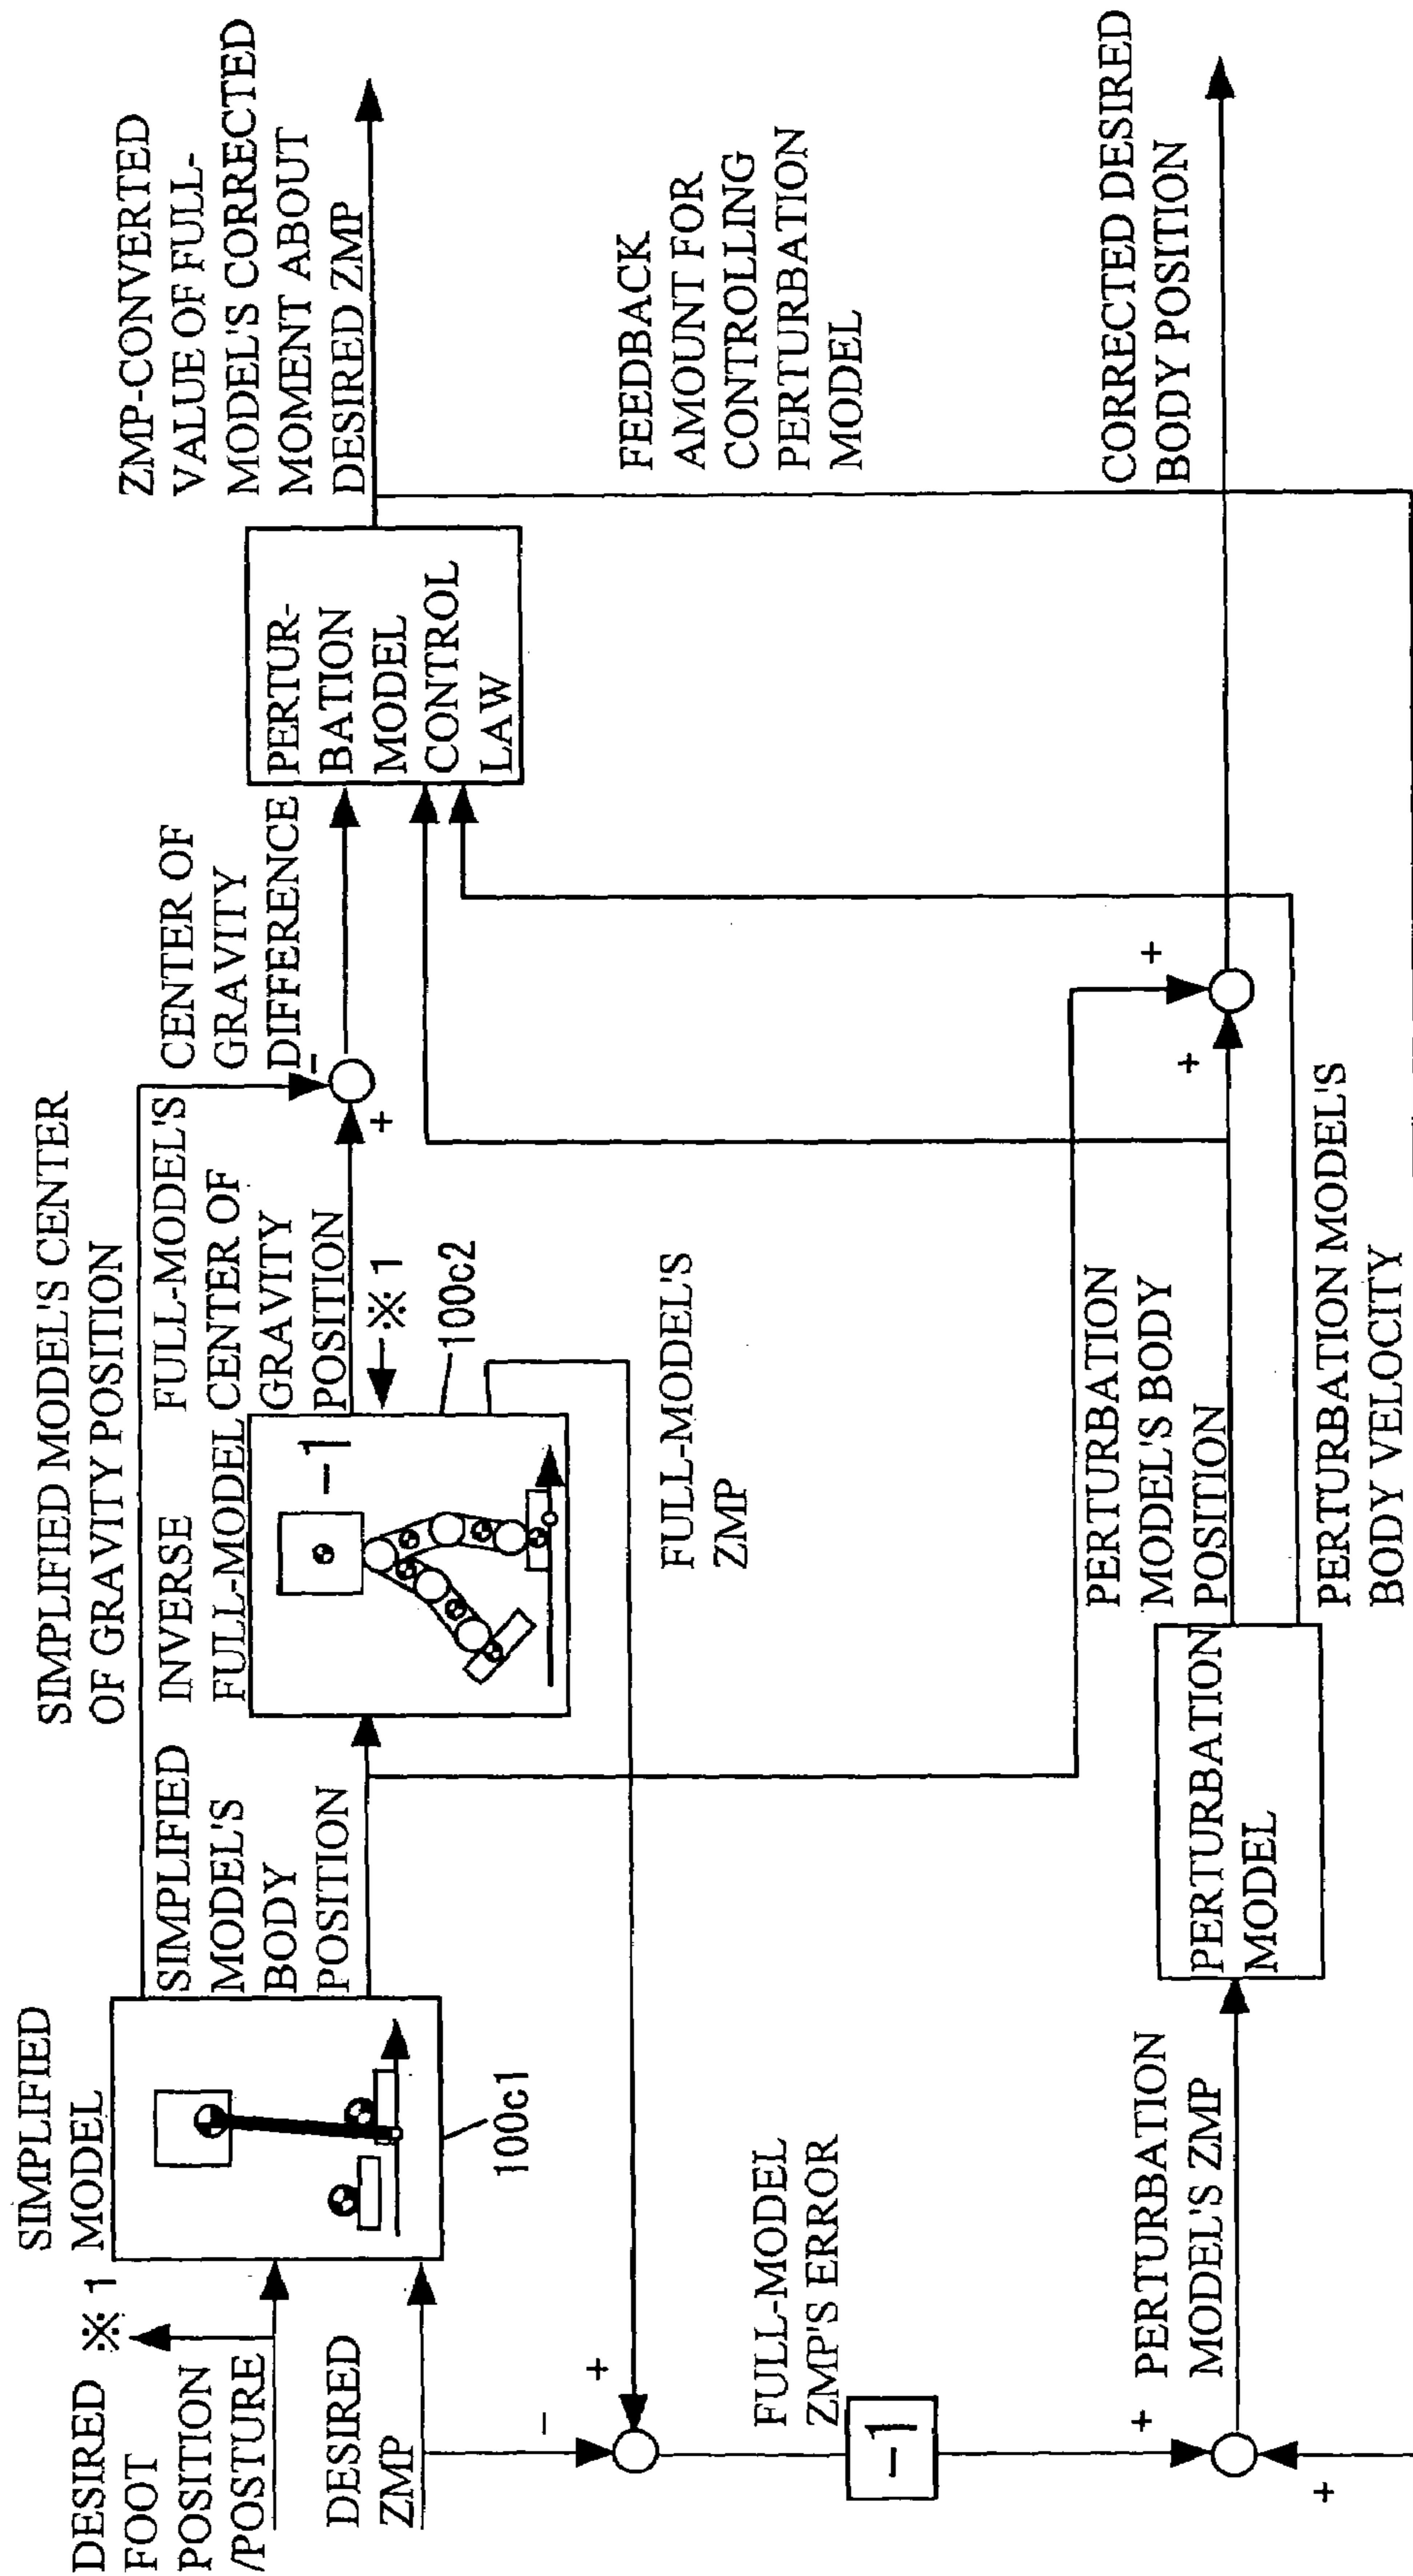 DESIRED
FOOT
POSITION
/POSTURE
※1
DESIRED
ZMP
SIMPLIFIED
MODEL
100c1
SIMPLIFIED MODEL'S CENTER
OF GRAVITY POSITION
SIMPLIFIED
MODEL'S
BODY
POSITION
INVERSE
FULL-MODEL
-1
100c2
※1
FULL-MODEL'S
CENTER OF
GRAVITY
POSITION
+
-
CENTER OF
GRAVITY
DIFFERENCE
PERTUR-
BATION
MODEL
CONTROL
LAW
ZMP-CONVERTED
VALUE OF FULL-
MODEL'S CORRECTED
MOMENT ABOUT
DESIRED ZMP
FULL-MODEL'S
ZMP
-
+
FULL-MODEL
ZMP'S ERROR
-1
FEEDBACK
AMOUNT FOR
CONTROLLING
PERTURBATION
MODEL
+
+
PERTURBATION
MODEL'S ZMP
PERTURBATION
MODEL
PERTURBATION
MODEL'S BODY
POSITION
PERTURBATION MODEL'S
BODY VELOCITY
+
+
CORRECTED DESIRED
BODY POSITION